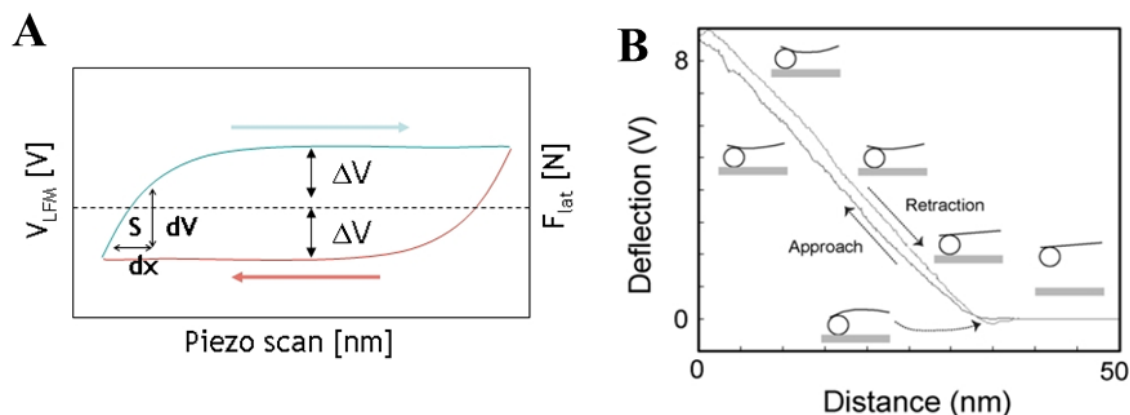 A
V_LFM [V]
S
dV
dx
ΔV
ΔV
F_lat [N]
Piezo scan [nm]
B
Deflection (V)
8
0
Retraction
Approach
0
50
Distance (nm)